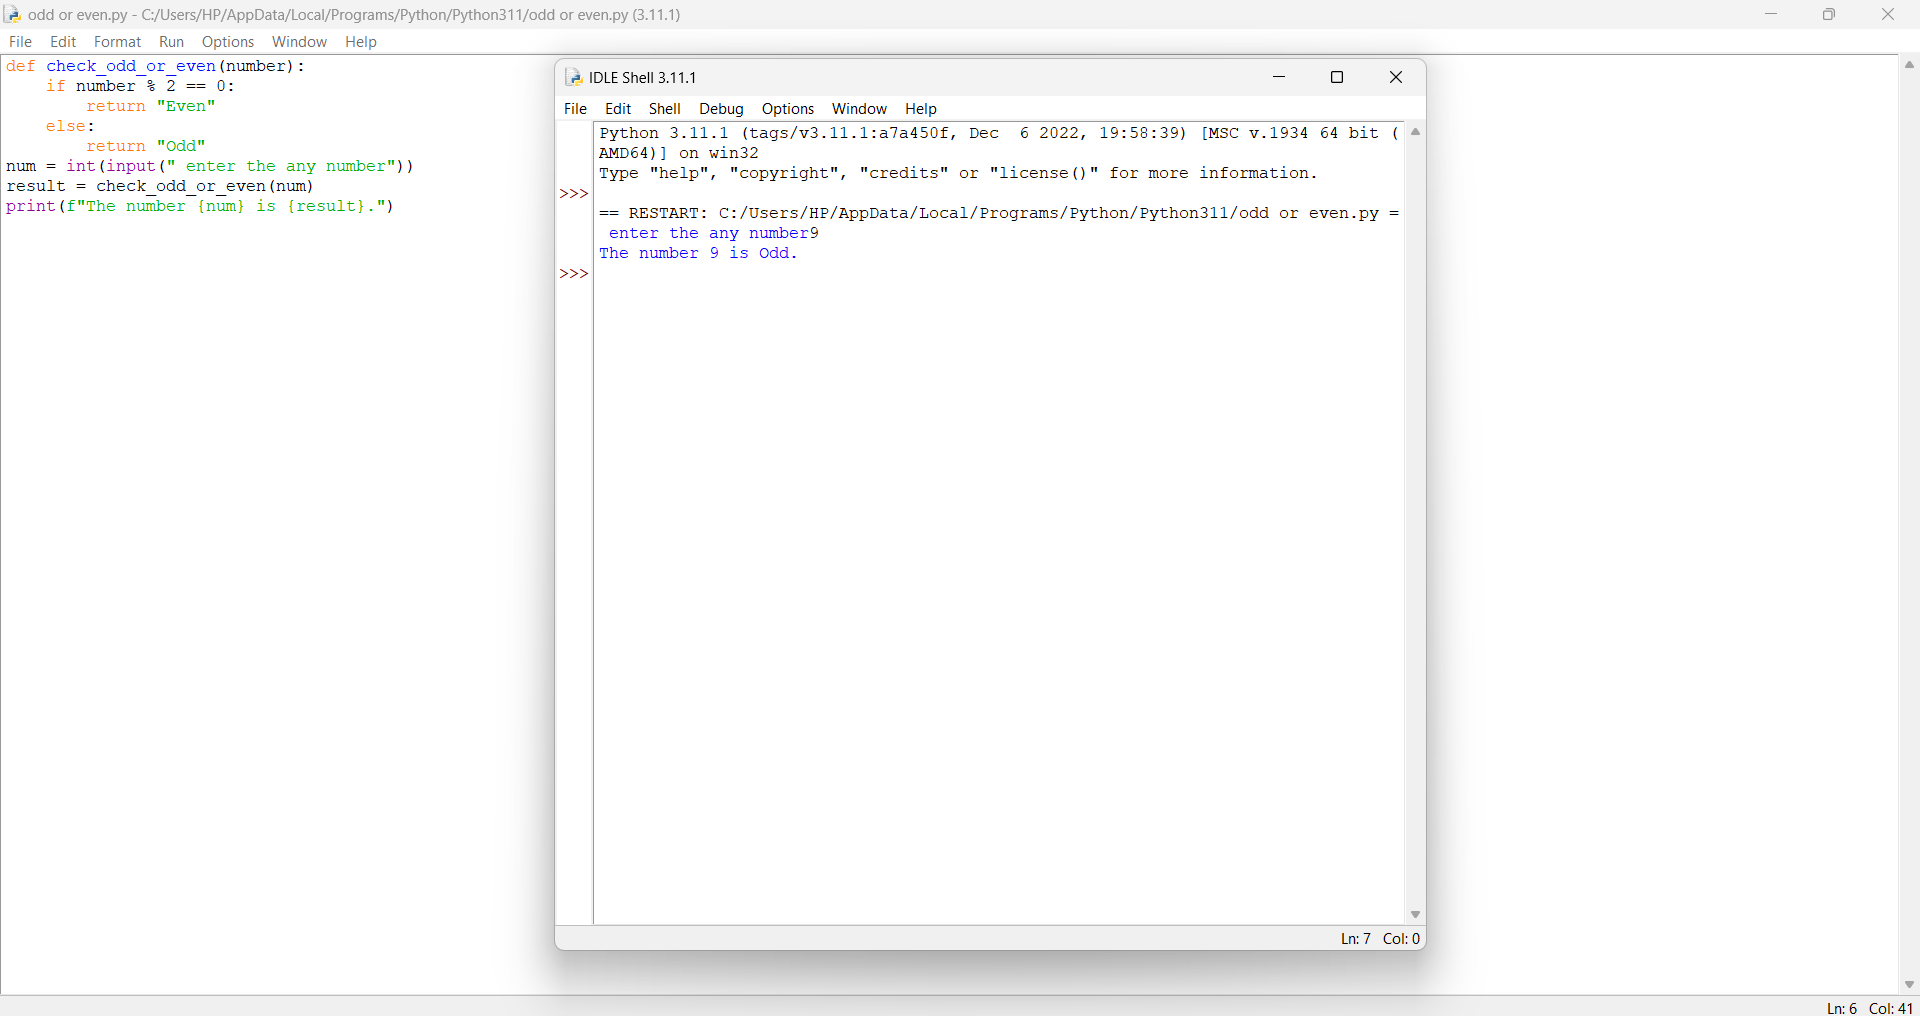 odd or even.py - C:/Users/HP/AppData/Local/Programs/Python/Python311/odd or even.py (3.11.1)
File Edit Format Run Options Window Help
def check_odd_or_even(number):
    if number % 2 == 0:
        return "Even"
    else:
        return "Odd"
num = int(input(" enter the any number"))
result = check_odd_or_even(num)
print(f"The number {num} is {result}.")
IDLE Shell 3.11.1
File Edit Shell Debug Options Window Help
Python 3.11.1 (tags/v3.11.1:a7a450f, Dec  6 2022, 19:58:39) [MSC v.1934 64 bit (
AMD64)] on win32
Type "help", "copyright", "credits" or "license()" for more information.
>>>
== RESTART: C:/Users/HP/AppData/Local/Programs/Python/Python311/odd or even.py =
 enter the any number9
The number 9 is Odd.
>>>
Ln: 7 Col: 0
Ln: 6 Col: 41